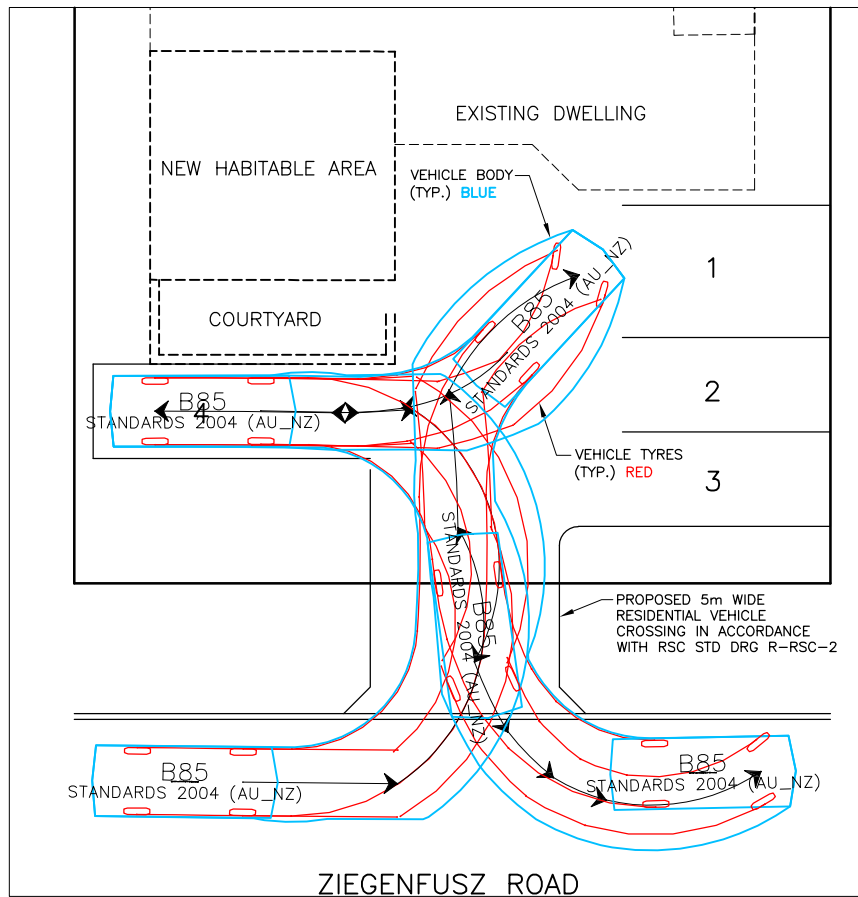 EXISTING DWELLING
NEW HABITABLE AREA
VEHICLE BODY
(TYP.) BLUE
1
COURTYARD
B85
STANDARDS 2004 (AU_NZ)
2
B85
4
STANDARDS 2004 (AU_NZ)
VEHICLE TYRES
(TYP.) RED
3
B85
STANDARDS 2004 (AU_NZ)
PROPOSED 5m WIDE
RESIDENTIAL VEHICLE
CROSSING IN ACCORDANCE
WITH RSC STD DRG R-RSC-2
B85
STANDARDS 2004 (AU_NZ)
B85
STANDARDS 2004 (AU_NZ)
ZIEGENFUSZ ROAD